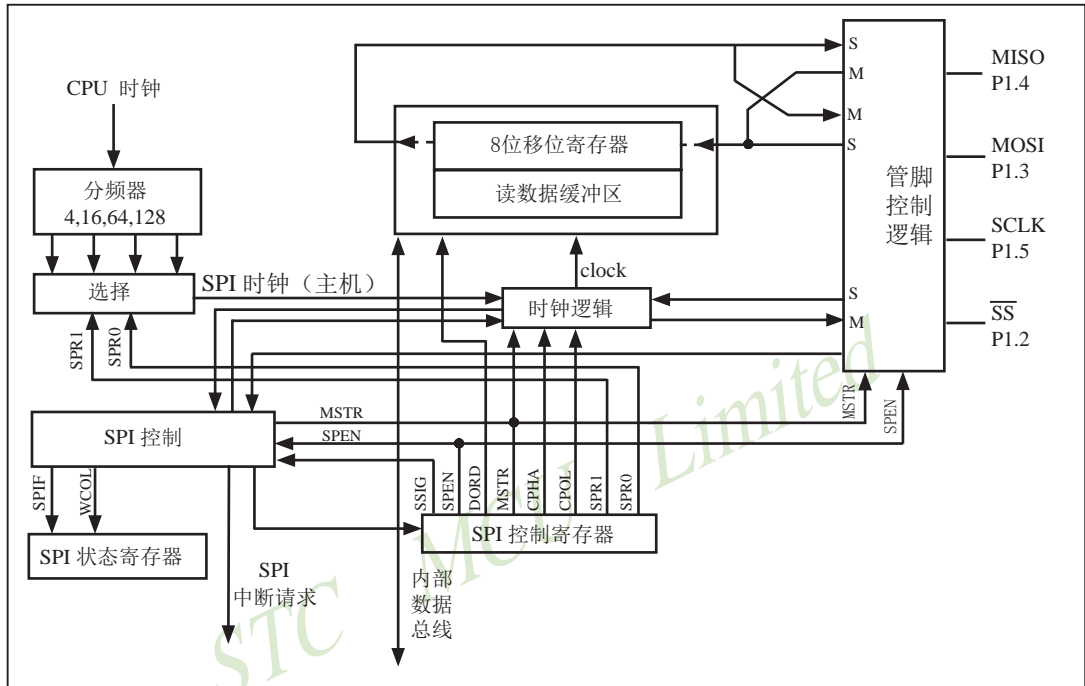 CPU 时钟
分频器
4,16,64,128
选择
SPI 时钟（主机）
SPR1
SPR0
8位移位寄存器
读数据缓冲区
clock
时钟逻辑
S
M
M
S
S
M
管脚
控制
逻辑
MISO
P1.4
MOSI
P1.3
SCLK
P1.5
SS
P1.2
MSTR
SPEN
SPI 控制
MSTR
SPEN
SPIF
WCOL
SPI 状态寄存器
SSIG
SPEN
DORD
MSTR
CPHA
CPOL
SPR1
SPR0
SPI 控制寄存器
SPI
中断请求
内部
数据
总线
STC MCU Limited